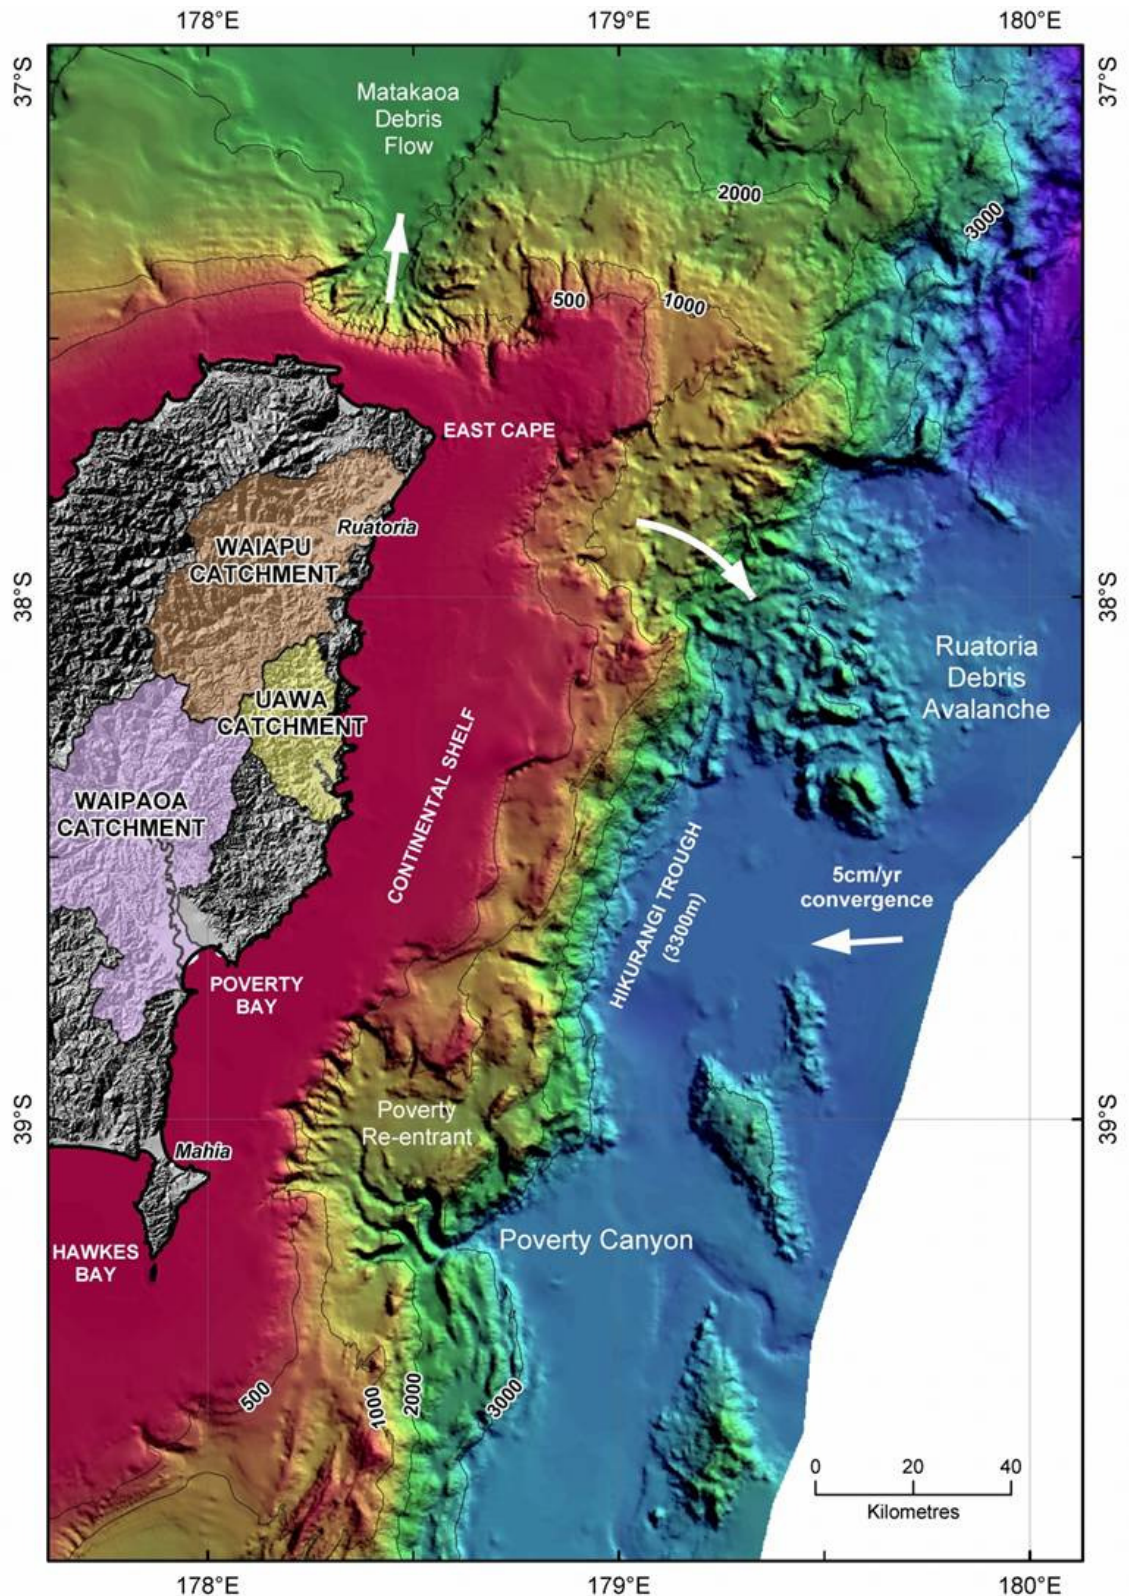 178°E
179°E
180°E
37°S
37°S
Matakaoa
Debris
Flow
2000
3000
500
1000
EAST CAPE
Ruatoria
WAIAPU
CATCHMENT
38°S
38°S
Ruatoria
Debris
Avalanche
UAWA
CATCHMENT
CONTINENTAL SHELF
WAIPAOA
CATCHMENT
HIKURANGI TROUGH
(3300m)
5cm/yr
convergence
POVERTY
BAY
Poverty
Re-entrant
39°S
39°S
Mahia
Poverty Canyon
HAWKES
BAY
500
1000
2000
3000
0 20 40
Kilometres
178°E
179°E
180°E